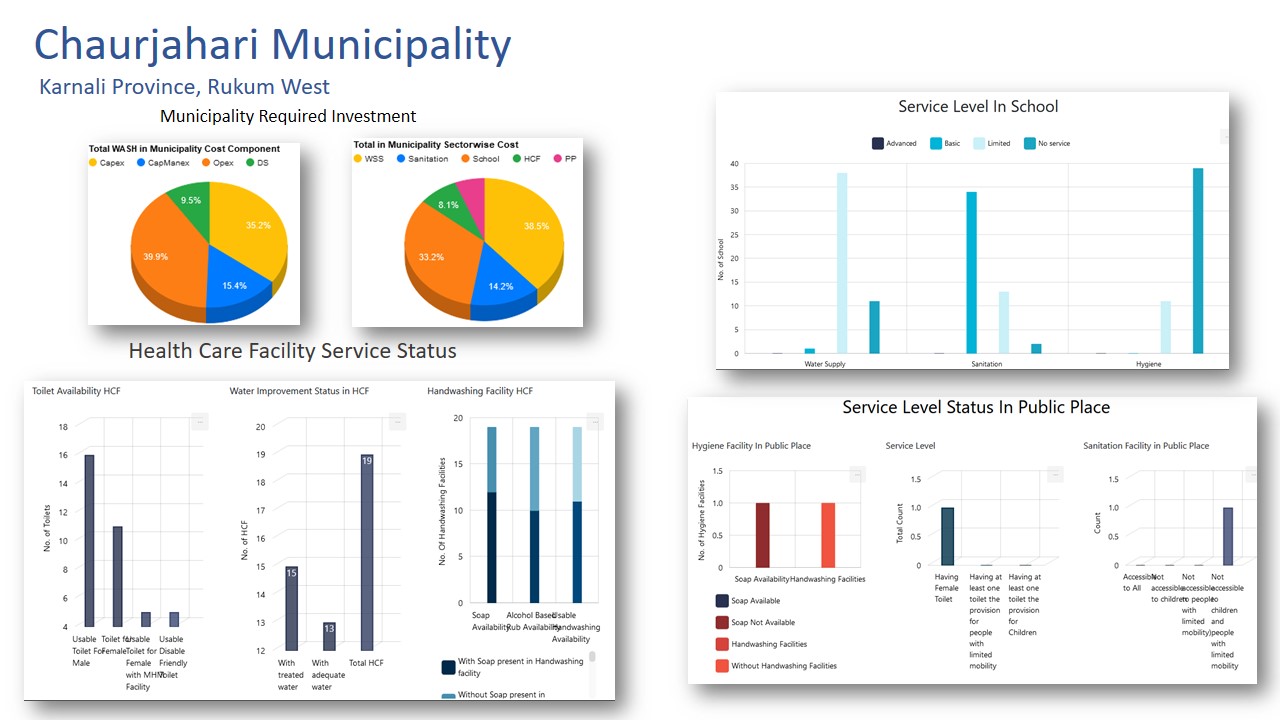 Chaurjahari Municipality
Karnali Province, Rukum West
Municipality Required Investment
Total WASH in Municipality Cost Component
Capex CapManex Opex DS
9.5%
35.2%
39.9%
15.4%
Total in Municipality Sectorwise Cost
WSS Sanitation School HCF PP
8.1%
38.5%
33.2%
14.2%
Health Care Facility Service Status
Toilet Availability HCF
No. of Toilets
18
16
14
12
10
8
6
4
Usable Toilet For Male
Toilet for Female
Usable Toilet for Female with MHM Facility
Usable Disable Friendly Toilet
Water Improvement Status in HCF
No. of HCF
20
19
18
17
16
15
14
13
12
15
13
19
With treated water
With adequate water
Total HCF
Handwashing Facility HCF
No. Of Handwashing Facilities
20
15
10
5
0
Soap Availability
Alcohol Based Rub Availability
Usable Handwashing Availability
With Soap present in Handwashing facility
Without Soap present in
Service Level In School
Advanced Basic Limited No service
No. of School
40
35
30
25
20
15
10
5
0
Water Supply Sanitation Hygiene
Service Level Status In Public Place
Hygiene Facility In Public Place
No. of Hygiene Facilities
1.5
1.0
0.5
0
Soap Availability Handwashing Facilities
Soap Available
Soap Not Available
Handwashing Facilities
Without Handwashing Facilities
Service Level
Total Count
1.5
1.0
0.5
0
Having Female Toilet
Having at least one toilet the provision for people with limited mobility
Having at least one toilet the provision for Children
Sanitation Facility in Public Place
Count
1.5
1.0
0.5
0
Accessible to All
Not accessible to children
Not accessible to people with limited mobility)
Not accessible to children and people with limited mobility